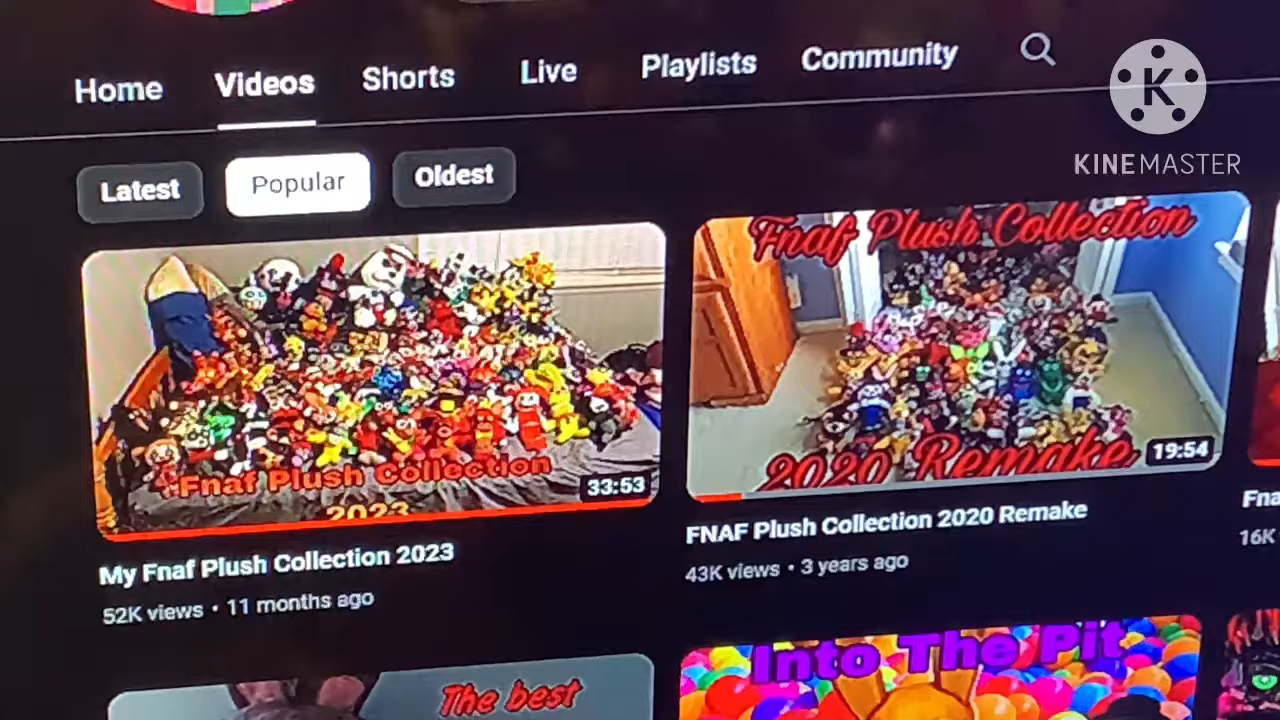 Home Videos Shorts Live Playlists Community
K
KINEMASTER
Latest Popular Oldest
Fnaf Plush Collection
2023
33:53
Fnaf Plush Collection
2020 Remake
19:54
My Fnaf Plush Collection 2023
52K views • 11 months ago
FNAF Plush Collection 2020 Remake
43K views • 3 years ago
Fna
16K
The best
Into The Pit